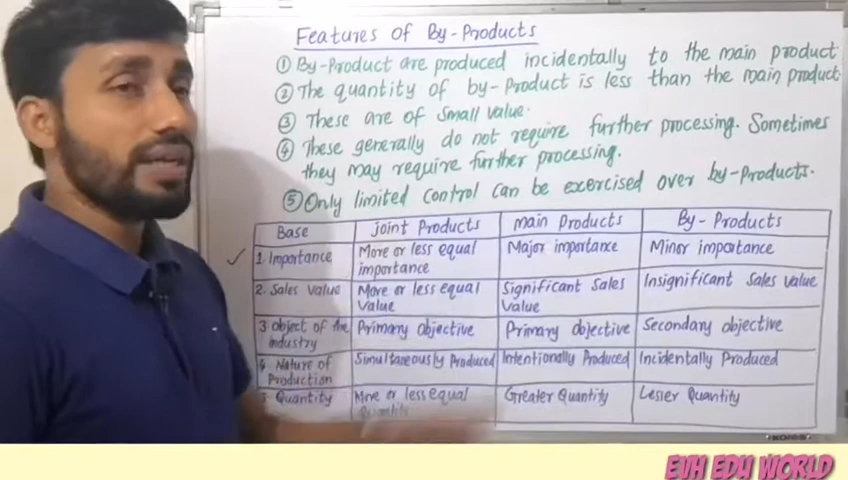 Features of By-Products
① By-Product are produced incidentally to the main product
② The quantity of by-Product is less than the main product
③ These are of Small value.
④ These generally do not require further processing. Sometimes
they may require further processing.
⑤ Only limited control can be exercised over by-Products.
Base Joint Products main Products By-Products
✓ 1. Importance More or less equal importance Major importance Minor importance
2. Sales Value More or less equal value Significant Sales value Insignificant Sales value
3 object of the industry Primary objective Primary objective Secondary objective
4 Nature of Production Simultaneously Produced Intentionally Produced Incidentally Produced
5 Quantity More or less equal Greater Quantity Lesser Quantity
EVH EDU WORLD